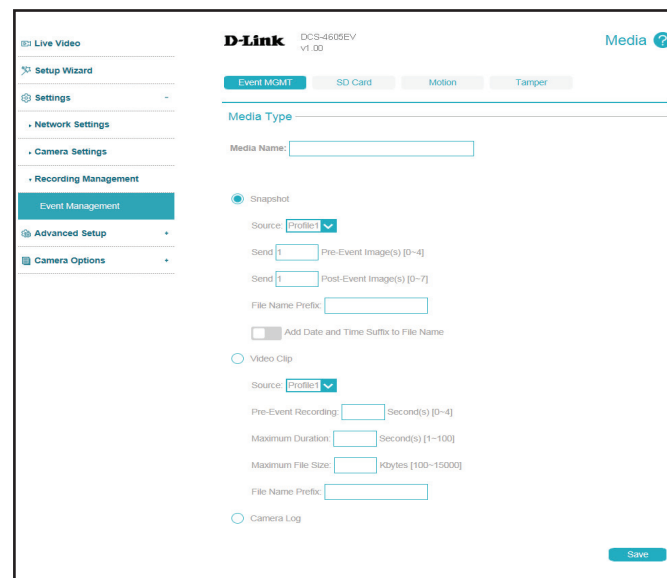 Live Video
Setup Wizard
Settings -
Network Settings
Camera Settings
Recording Management
Event Management
Advanced Setup +
Camera Options +
D-Link
DCS-4605EV
v1.00
Media ?
Event MGMT SD Card Motion Tamper
Media Type
Media Name:
Snapshot
Source: Profile1
Send 1 Pre-Event Image(s) [0~4]
Send 1 Post-Event Image(s) [0~7]
File Name Prefix:
Add Date and Time Suffix to File Name
Video Clip
Source: Profile1
Pre-Event Recording: Second(s) [0~4]
Maximum Duration: Second(s) [1~100]
Maximum File Size: Kbytes [100~15000]
File Name Prefix:
Camera Log
Save